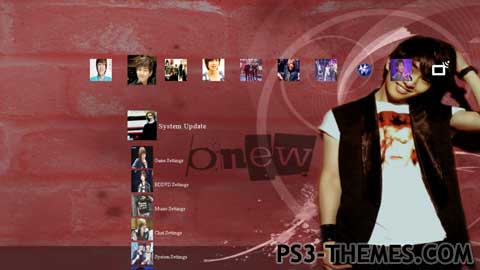 System Update
onew
Game Settings
BD/DVD Settings
Music Settings
Chat Settings
System Settings
PS3-THEMES.COM